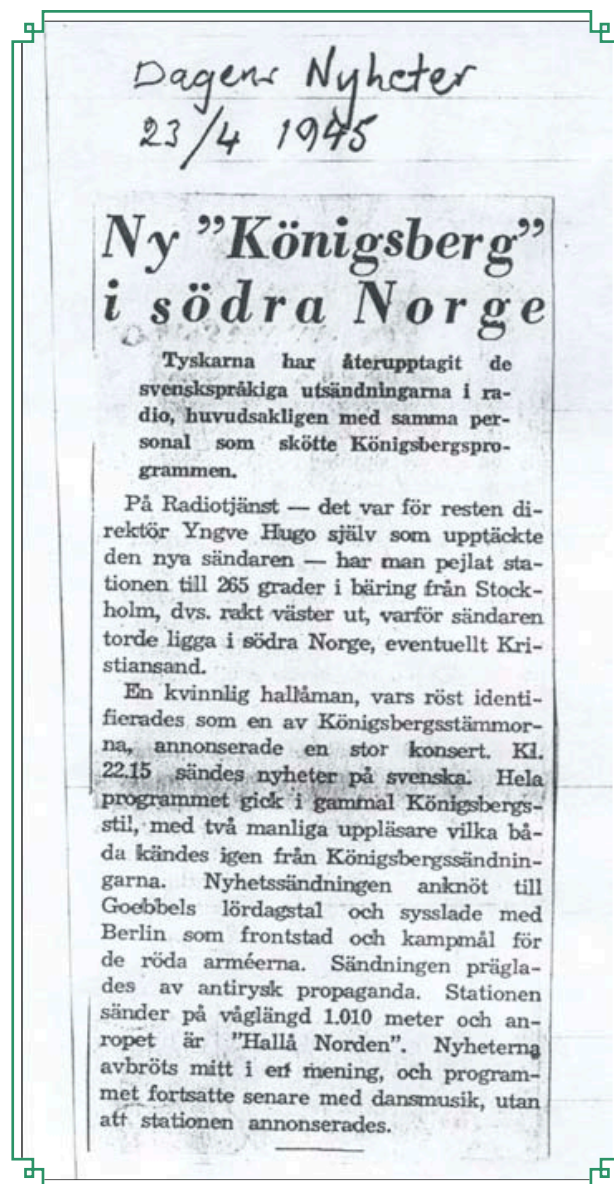 Dagens Nyheter
23/4 1945
Ny ”Königsberg”
i södra Norge
Tyskarna har återupptagit de
svenskspråkiga utsändningarna i ra-
dio, huvudsakligen med samma per-
sonal som skötte Königsbergspro-
grammen.
På Radiotjänst — det var för resten di-
rektör Yngve Hugo själv som upptäckte
den nya sändaren — har man pejlat sta-
tionen till 265 grader i bäring från Stock-
holm, dvs. rakt väster ut, varför sändaren
torde ligga i södra Norge, eventuellt Kri-
stiansand.
En kvinnlig hallåman, vars röst identi-
fierades som en av Königsbergsstämmor-
na, annonserade en stor konsert. Kl.
22.15 sändes nyheter på svenska. Hela
programmet gick i gammal Königsbergs-
stil, med två manliga uppläsare vilka bå-
da kändes igen från Königsbergssändnin-
garna. Nyhetssändningen anknöt till
Goebbels lördagstal och sysslade med
Berlin som frontstad och kampmål för
de röda arméerna. Sändningen prägla-
des av antirysk propaganda. Stationen
sänder på våglängd 1.010 meter och an-
ropet är "Hallå Norden". Nyheterna
avbröts mitt i en mening, och program-
met fortsatte senare med dansmusik, utan
att stationen annonserades.